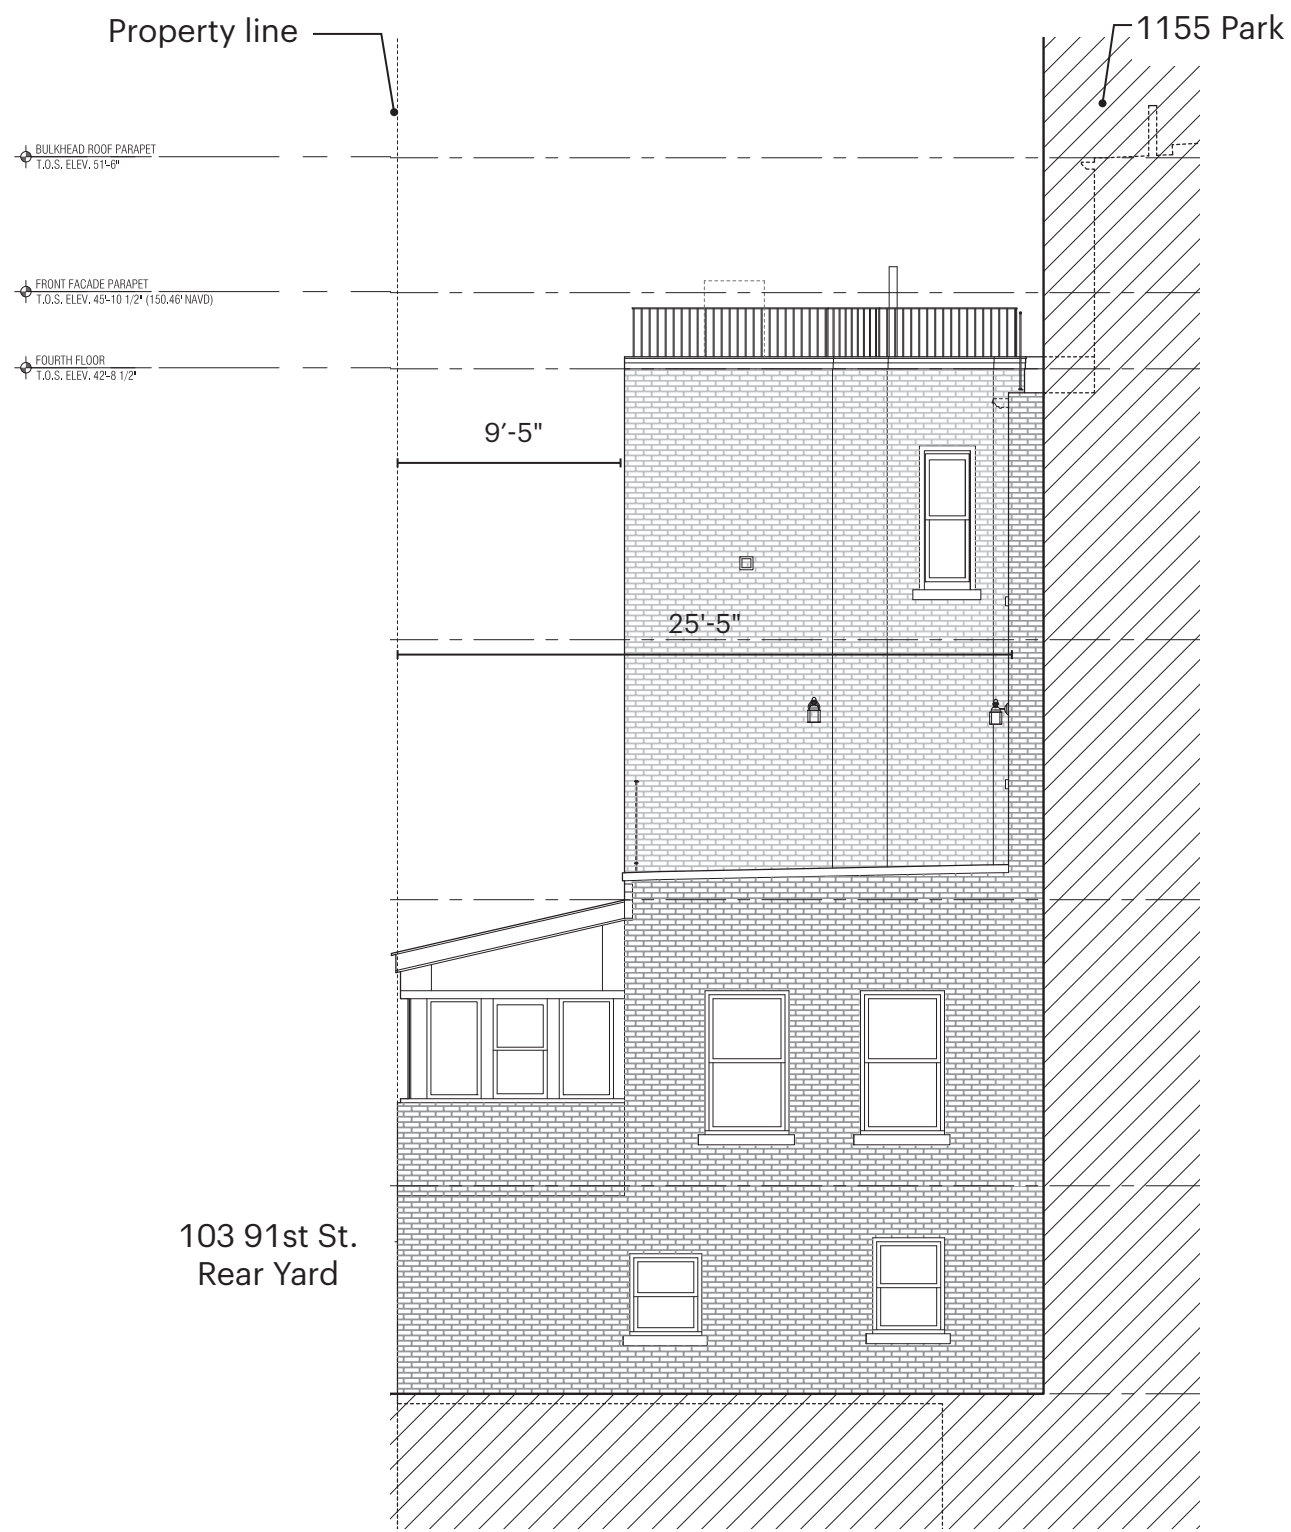 Property line
1155 Park
BULKHEAD ROOF PARAPET
T.O.S. ELEV. 51'-6"
FRONT FACADE PARAPET
T.O.S. ELEV. 45'-10 1/2" (150.46' NAVD)
FOURTH FLOOR
T.O.S. ELEV. 42'-8 1/2"
9'-5"
25'-5"
103 91st St.
Rear Yard